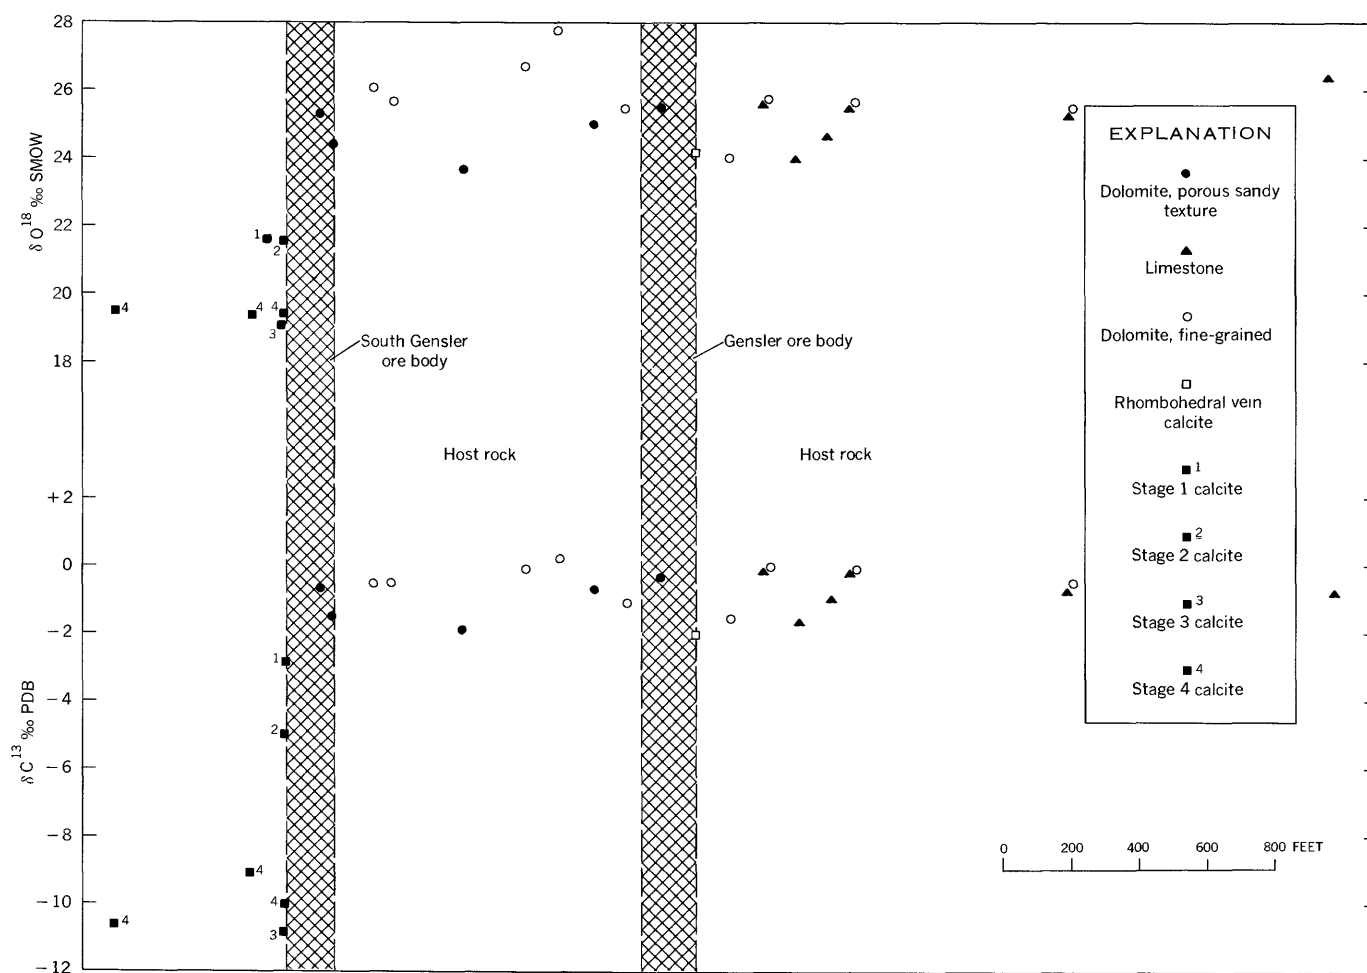 28
26
24
22
20
18
δ O18 ‰ SMOW
+2
0
−2
−4
−6
−8
−10
−12
δ C13 ‰ PDB
1
2
4
4
4
3
South Gensler
ore body
Gensler ore body
Host rock
Host rock
1
2
4
4
4
3
EXPLANATION
Dolomite, porous sandy
texture
Limestone
Dolomite, fine-grained
Rhombohedral vein
calcite
1
Stage 1 calcite
2
Stage 2 calcite
3
Stage 3 calcite
4
Stage 4 calcite
0 200 400 600 800 FEET